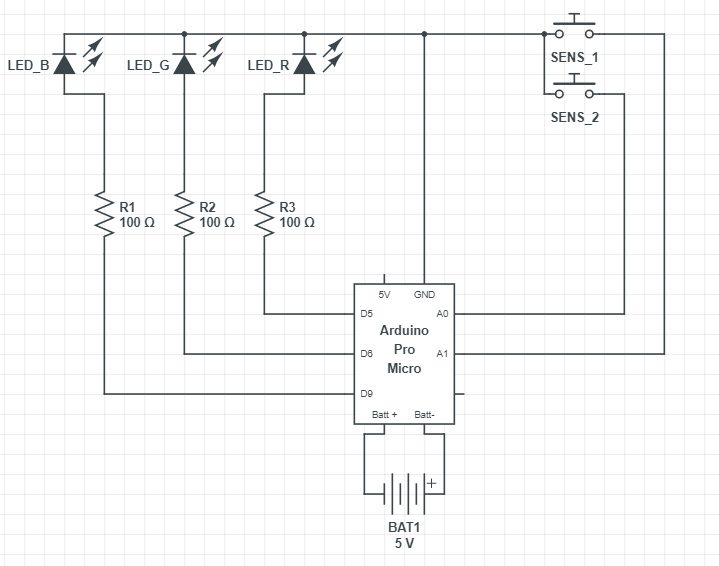 LED_B
LED_G
LED_R
SENS_1
SENS_2
R1
100 Ω
R2
100 Ω
R3
100 Ω
5V
GND
D5
A0
Arduino
Pro
Micro
D6
A1
D9
Batt +
Batt-
+
BAT1
5 V